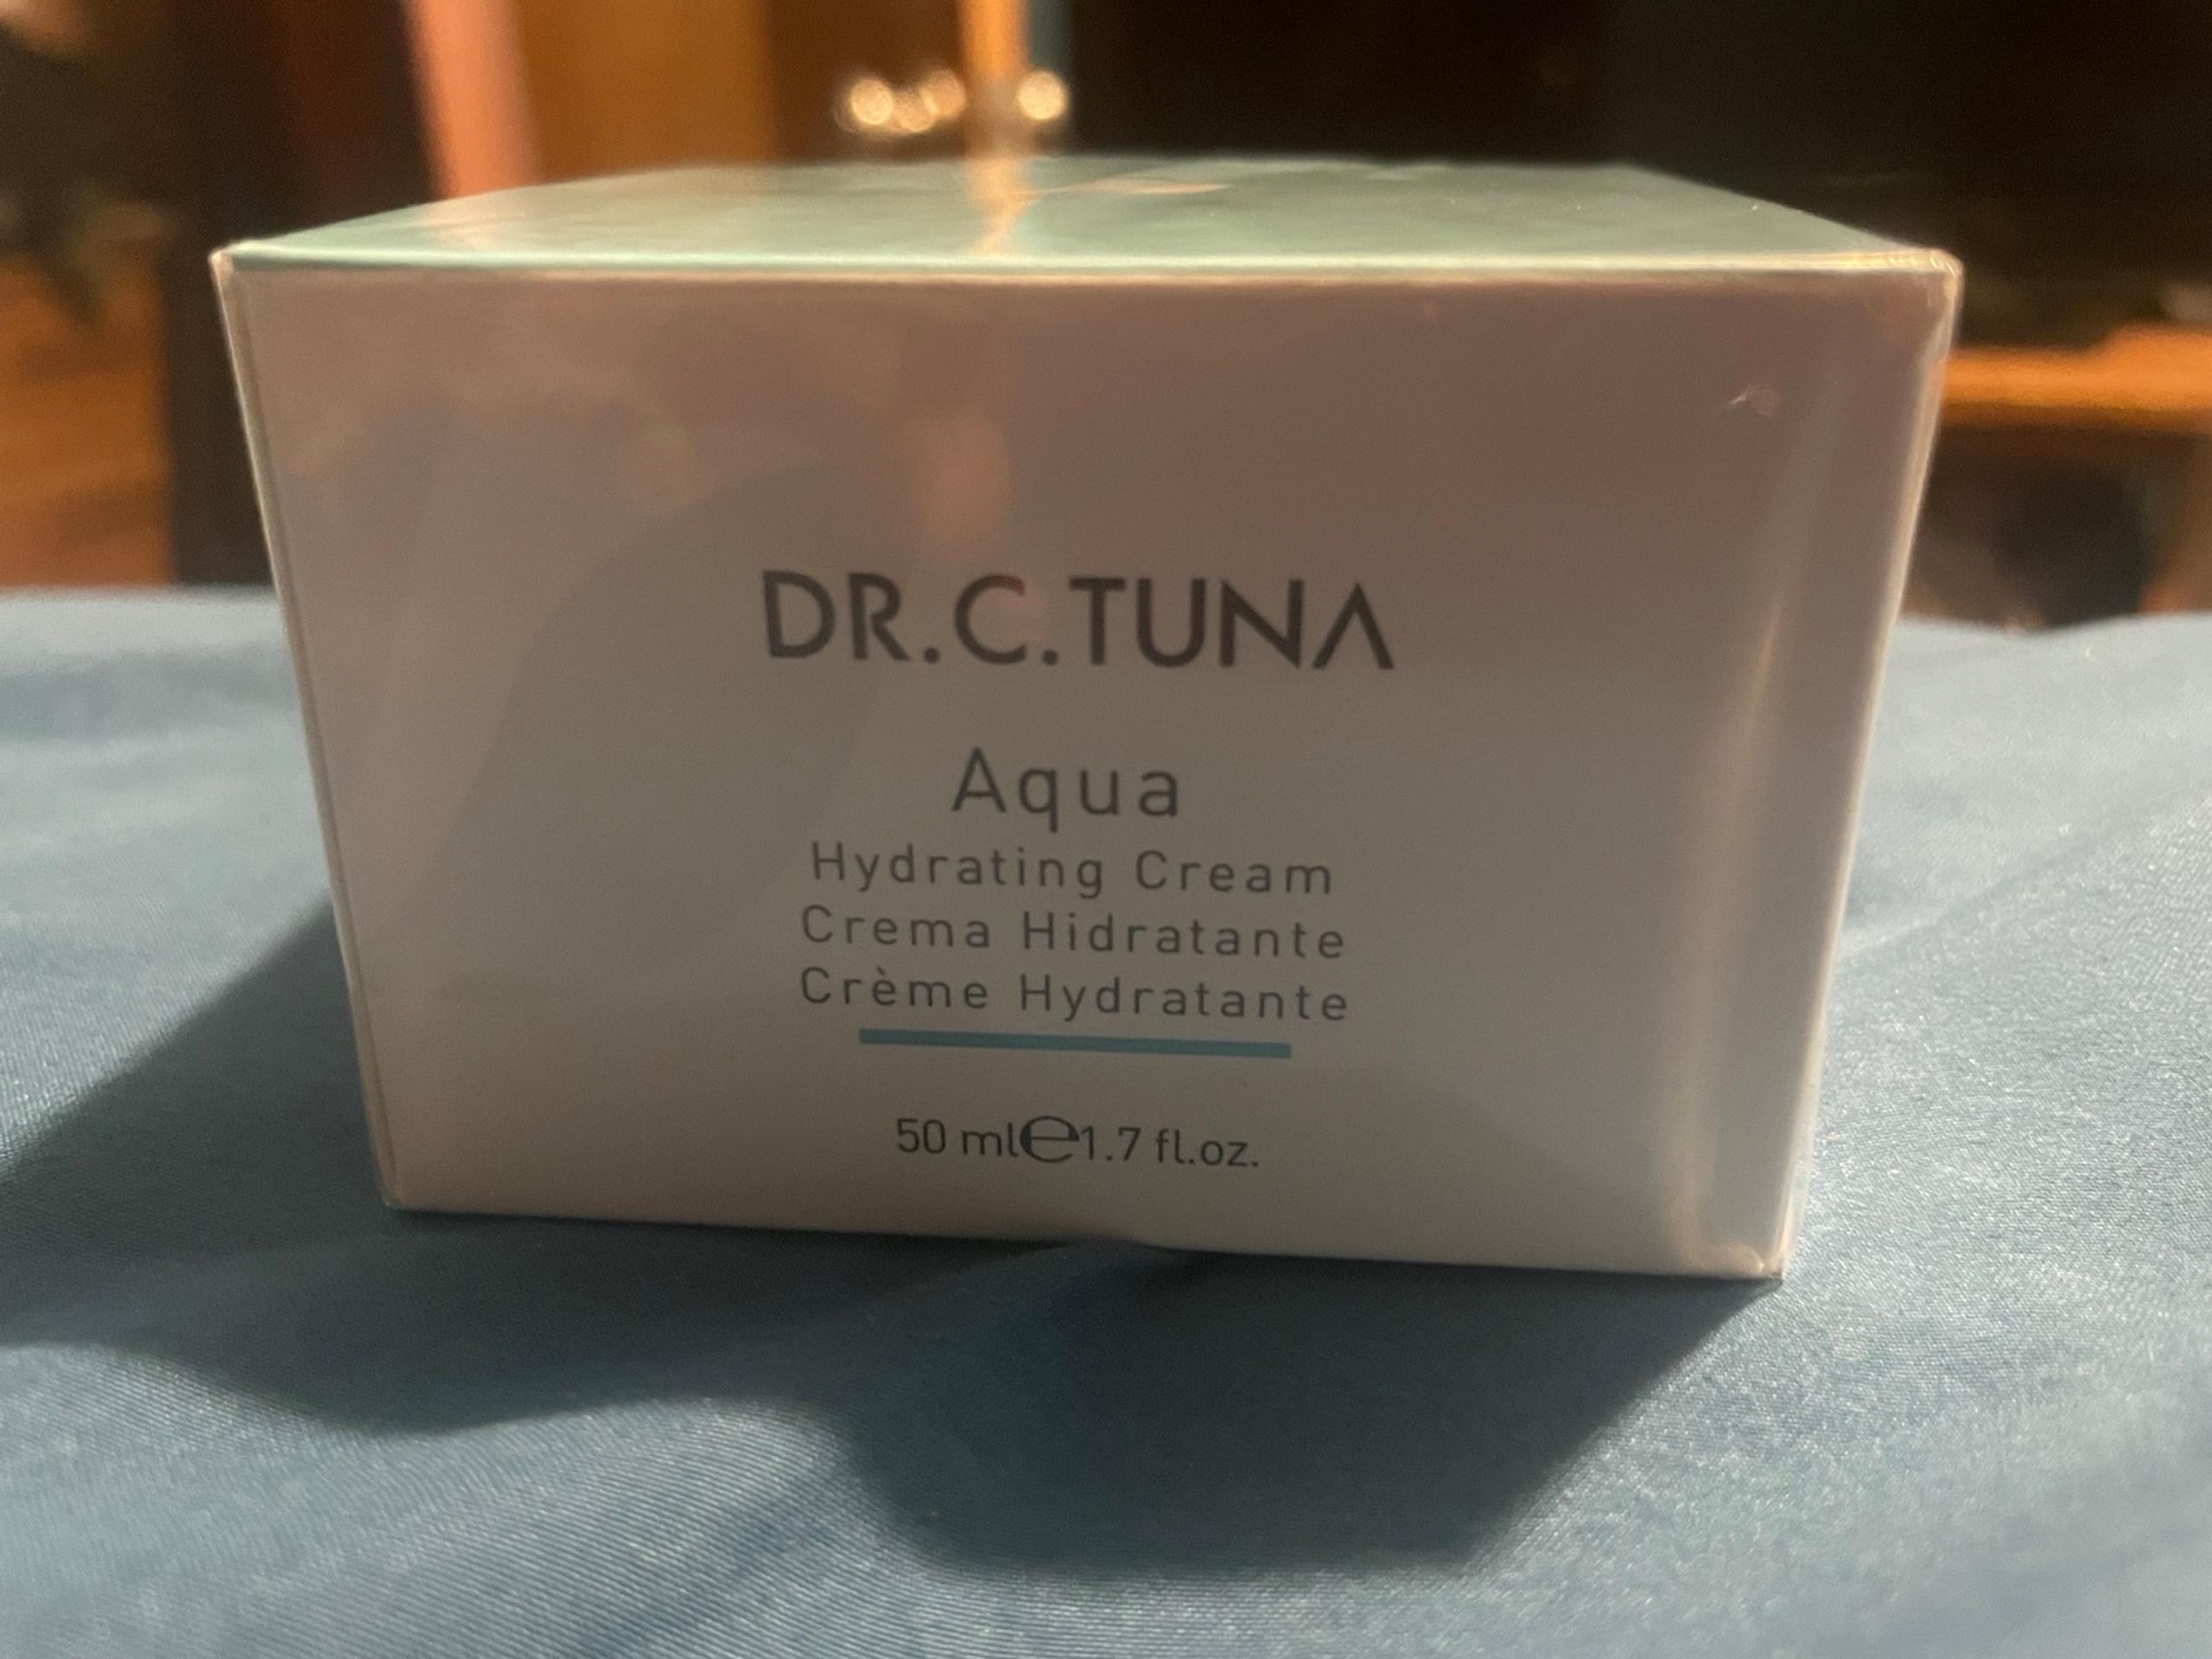 DR.C.TUNA
Aqua
Hydrating Cream
Crema Hidratante
Crème Hydratante
50 ml℮1.7 fl.oz.